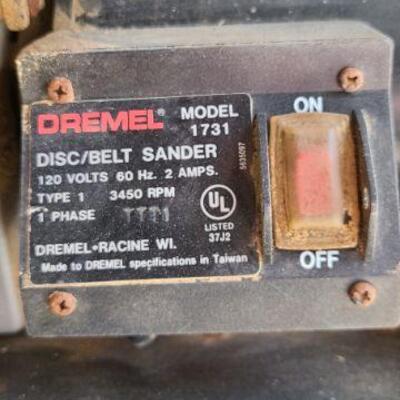 DREMEL® MODEL
1731
DISC/BELT SANDER
120 VOLTS 60 Hz. 2 AMPS.
TYPE 1 3450 RPM
1 PHASE
UL
LISTED
37J2
DREMEL•RACINE WI.
Made to DREMEL specifications in Taiwan
5635097
ON
OFF